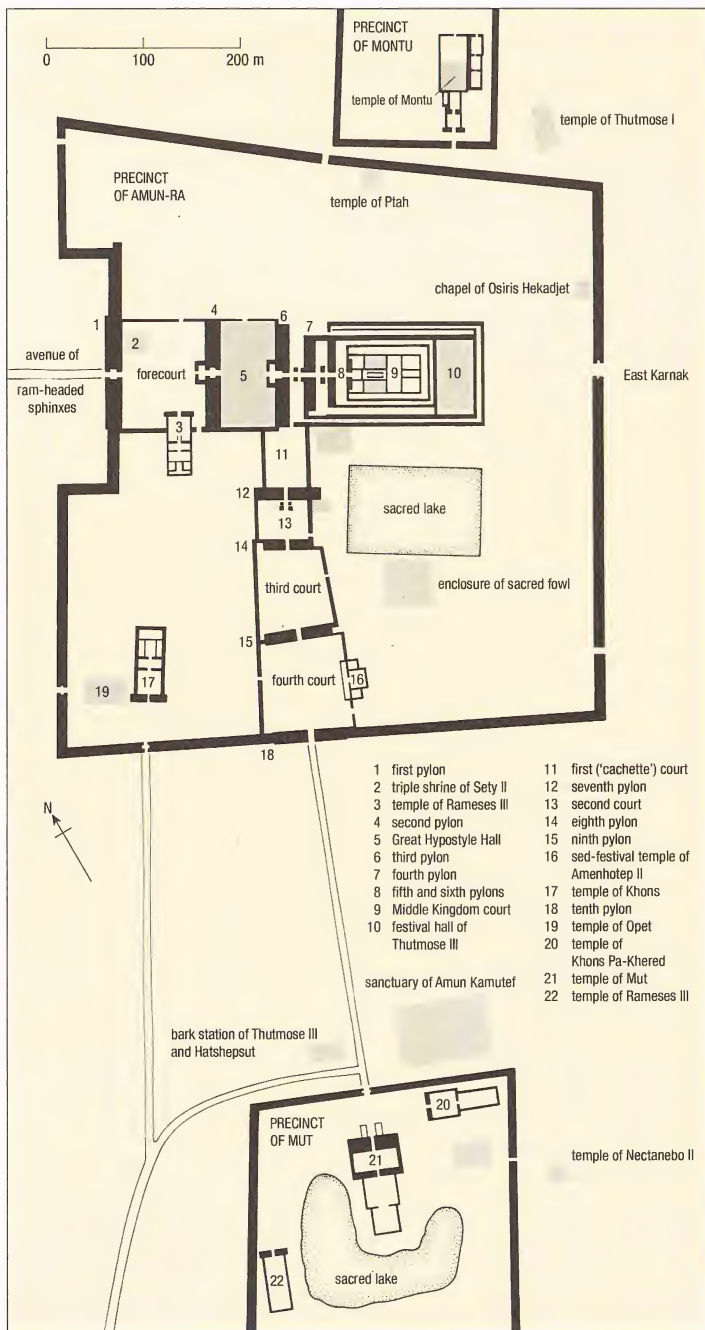 0 100 200 m
PRECINCT
OF MONTU
temple of Montu
temple of Thutmose I
PRECINCT
OF AMUN-RA
temple of Ptah
chapel of Osiris Hekadjet
1
2
4
6
7
avenue of
ram-headed
sphinxes
forecourt
5
8
9
10
East Karnak
3
11
12
13
sacred lake
14
third court
enclosure of sacred fowl
15
fourth court
16
17
19
18
N
1 first pylon
2 triple shrine of Sety II
3 temple of Rameses III
4 second pylon
5 Great Hypostyle Hall
6 third pylon
7 fourth pylon
8 fifth and sixth pylons
9 Middle Kingdom court
10 festival hall of
Thutmose III
11 first ('cachette') court
12 seventh pylon
13 second court
14 eighth pylon
15 ninth pylon
16 sed-festival temple of
Amenhotep II
17 temple of Khons
18 tenth pylon
19 temple of Opet
20 temple of
Khons Pa-Khered
21 temple of Mut
22 temple of Rameses III
sanctuary of Amun Kamutef
bark station of Thutmose III
and Hatshepsut
PRECINCT
OF MUT
20
21
temple of Nectanebo II
22
sacred lake